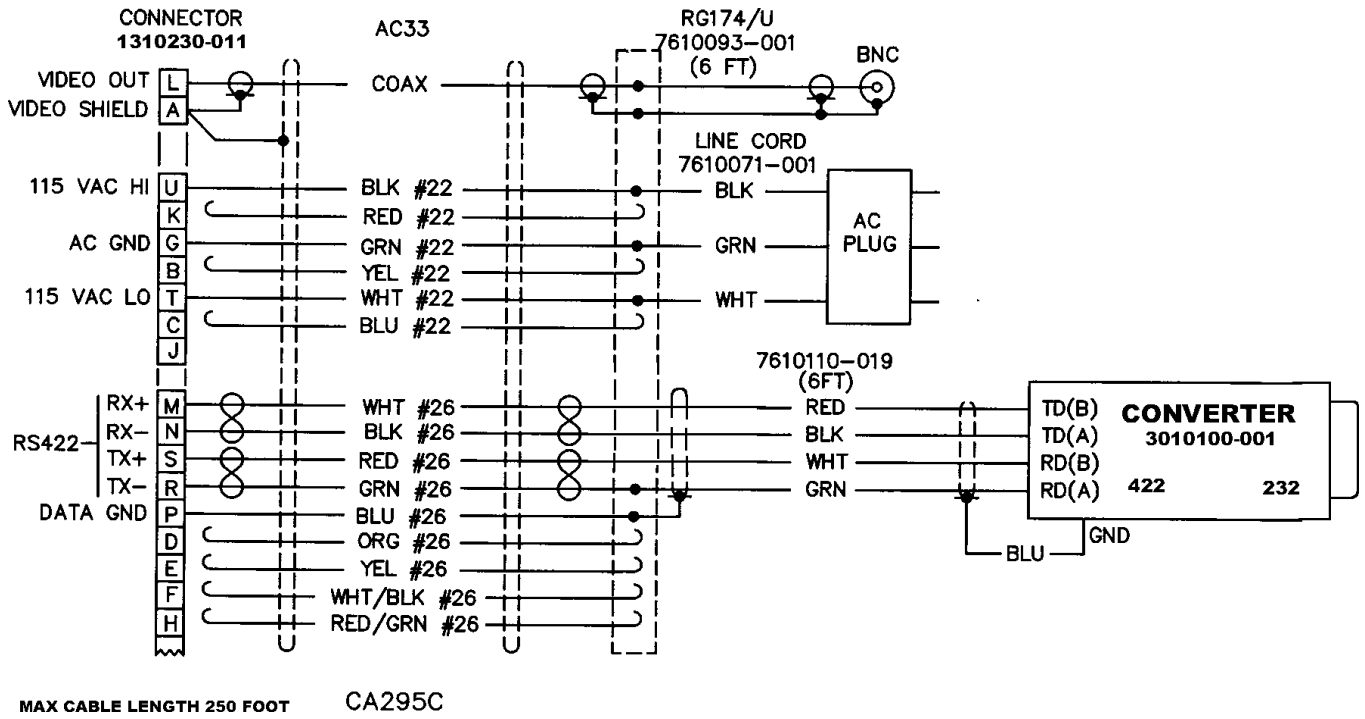 CONNECTOR
1310230-011
AC33
RG174/U
7610093-001
(6 FT)
BNC
VIDEO OUT L COAX
VIDEO SHIELD A
LINE CORD
7610071-001
115 VAC HI U BLK #22 BLK
K RED #22
AC GND G GRN #22 GRN
B YEL #22
115 VAC LO T WHT #22 WHT
C BLU #22
J
AC
PLUG
7610110-019
(6FT)
RS422
RX+ M WHT #26 RED TD(B)
RX- N BLK #26 BLK TD(A)
TX+ S RED #26 WHT RD(B)
TX- R GRN #26 GRN RD(A)
CONVERTER
3010100-001
422 232
DATA GND P BLU #26
GND
BLU
D ORG #26
E YEL #26
F WHT/BLK #26
H RED/GRN #26
MAX CABLE LENGTH 250 FOOT CA295C